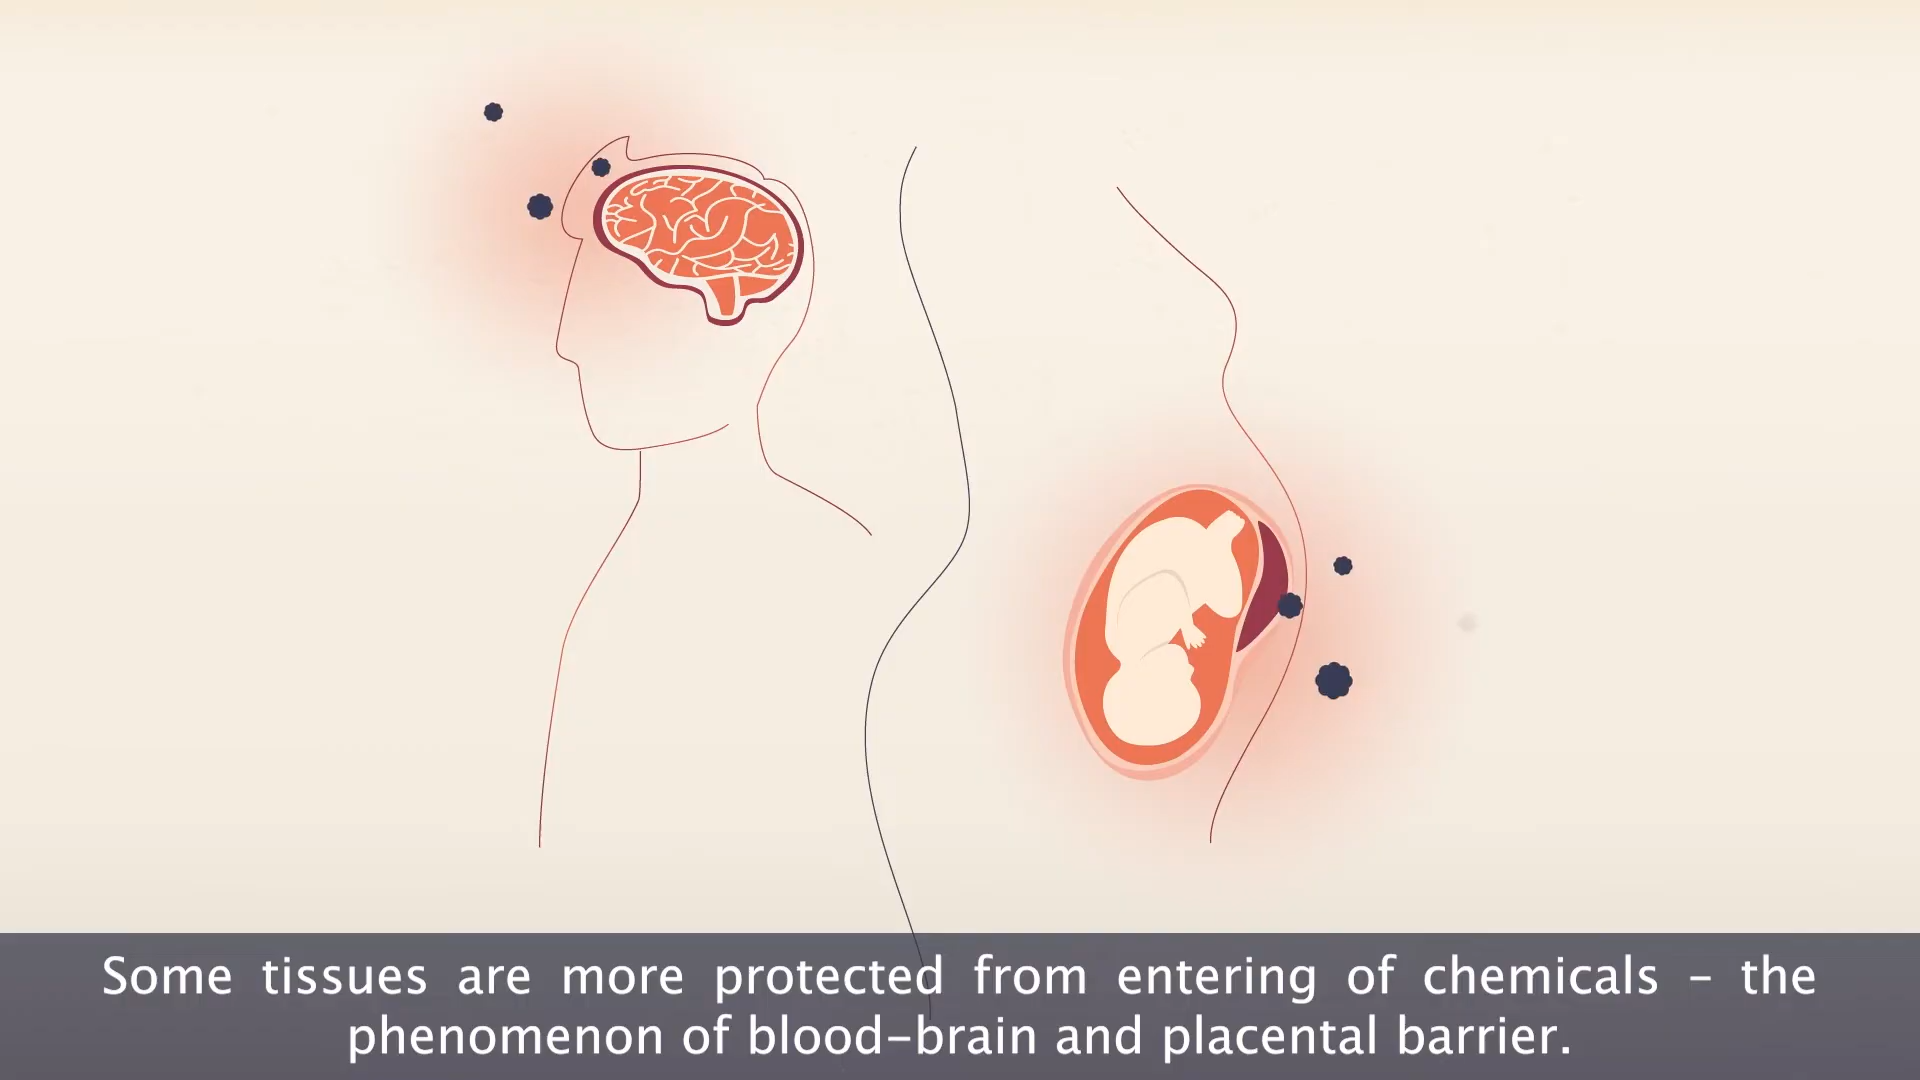 Some tissues are more protected from entering of chemicals – the
phenomenon of blood-brain and placental barrier.